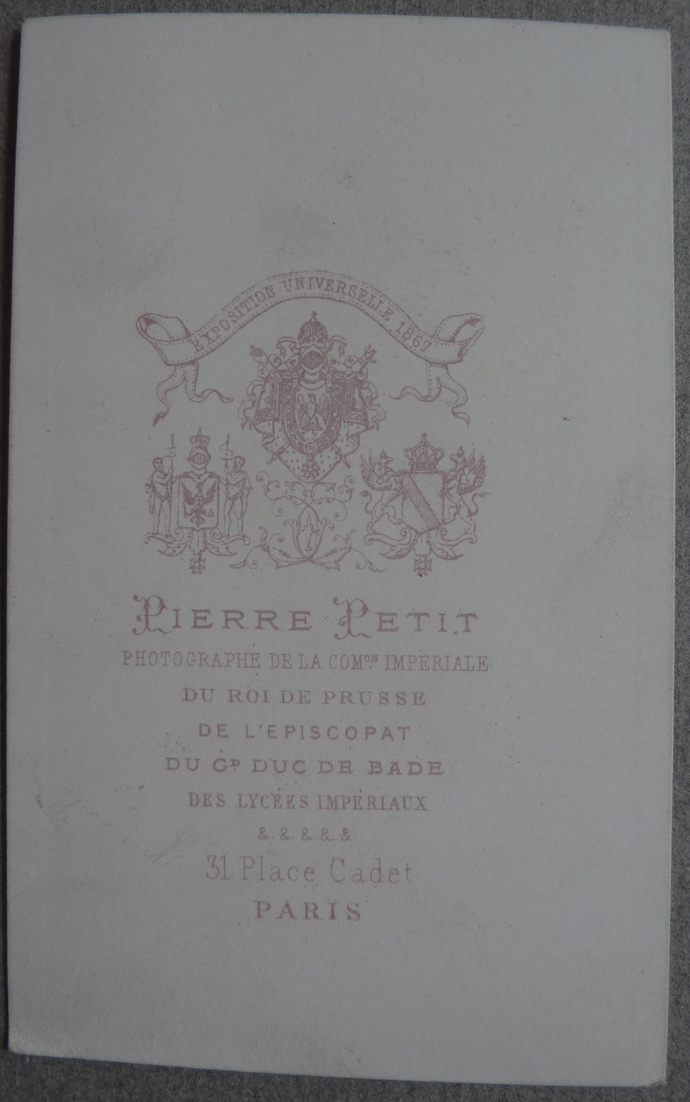 EXPOSITION UNIVERSELLE 1867
PIERRE PETIT
PHOTOGRAPHE DE LA COMᴼᴺ IMPERIALE
DU ROI DE PRUSSE
DE L'EPISCOPAT
DU Gᴰ DUC DE BADE
DES LYCÉES IMPÉRIAUX
&. &. &. &. &
31 Place Cadet
PARIS